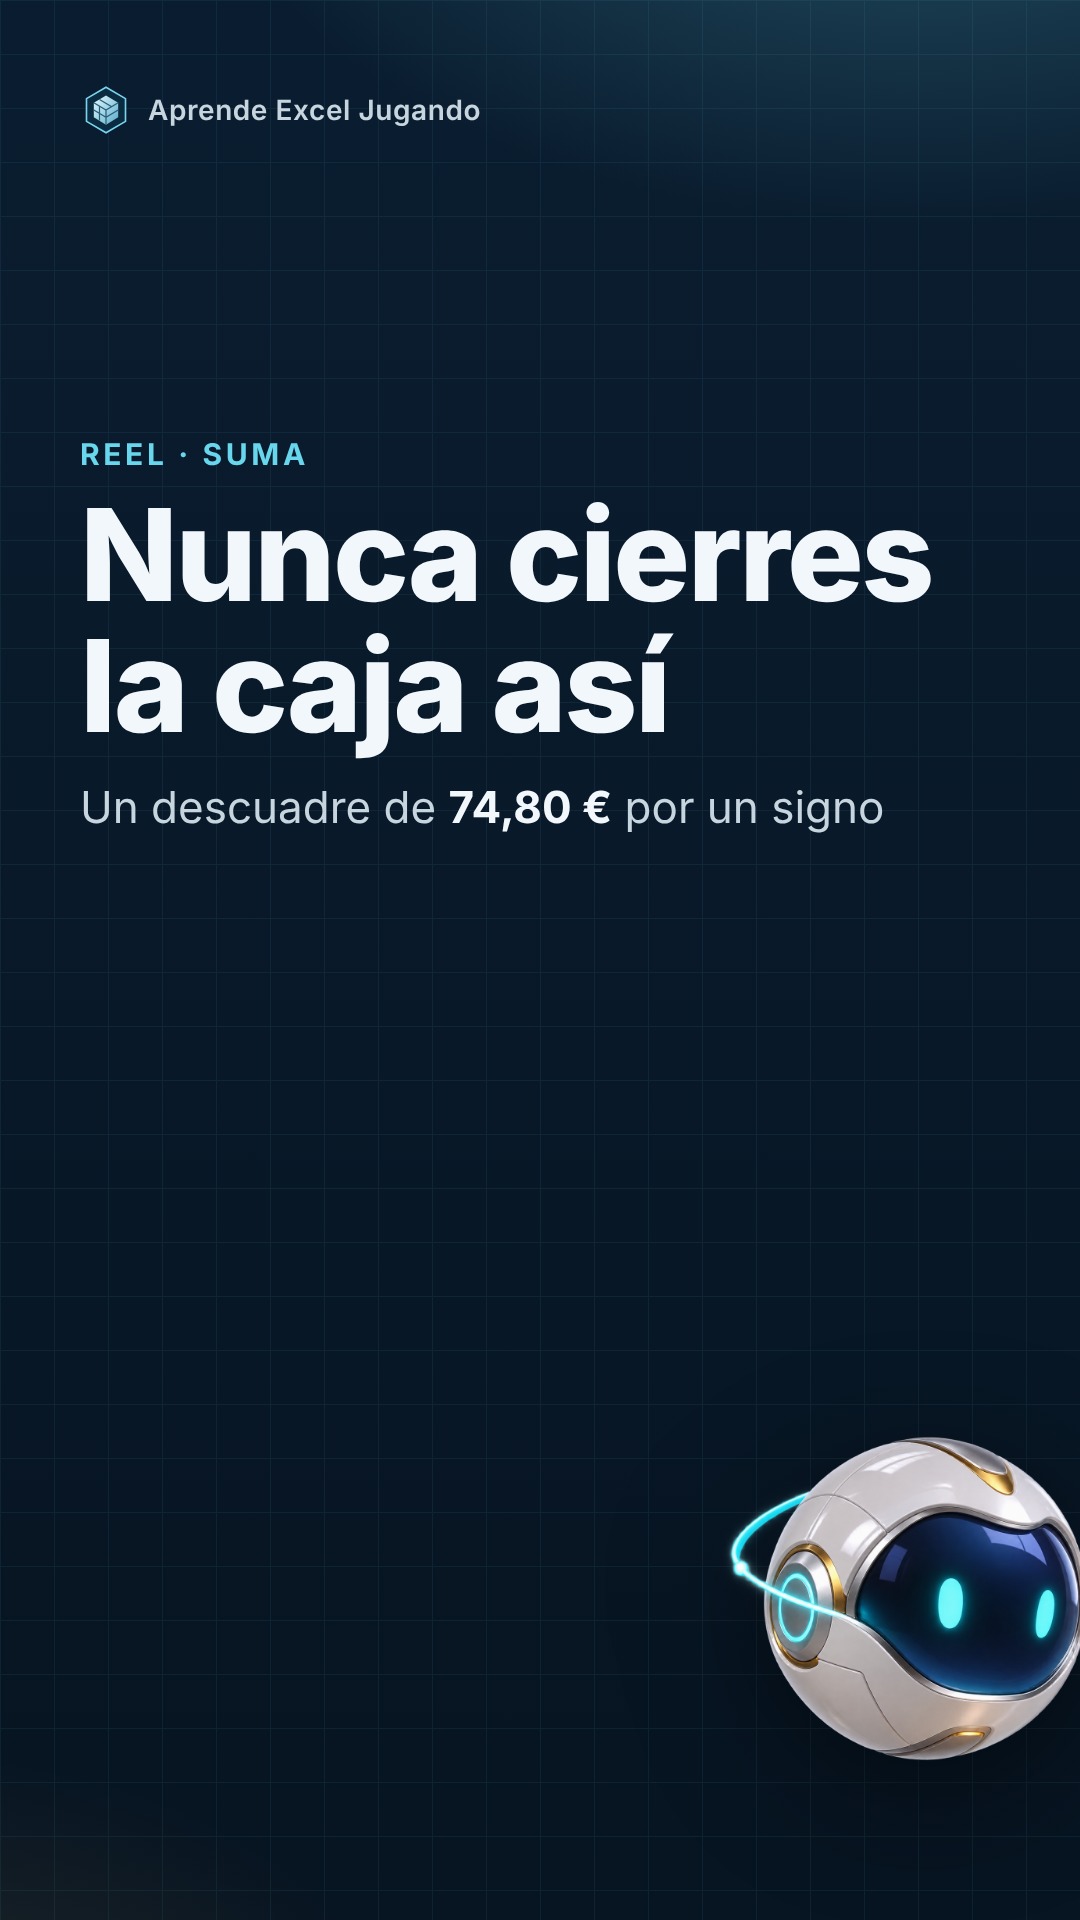 Aprende Excel Jugando
REEL · SUMA
Nunca cierres
la caja así
Un descuadre de 74,80 € por un signo